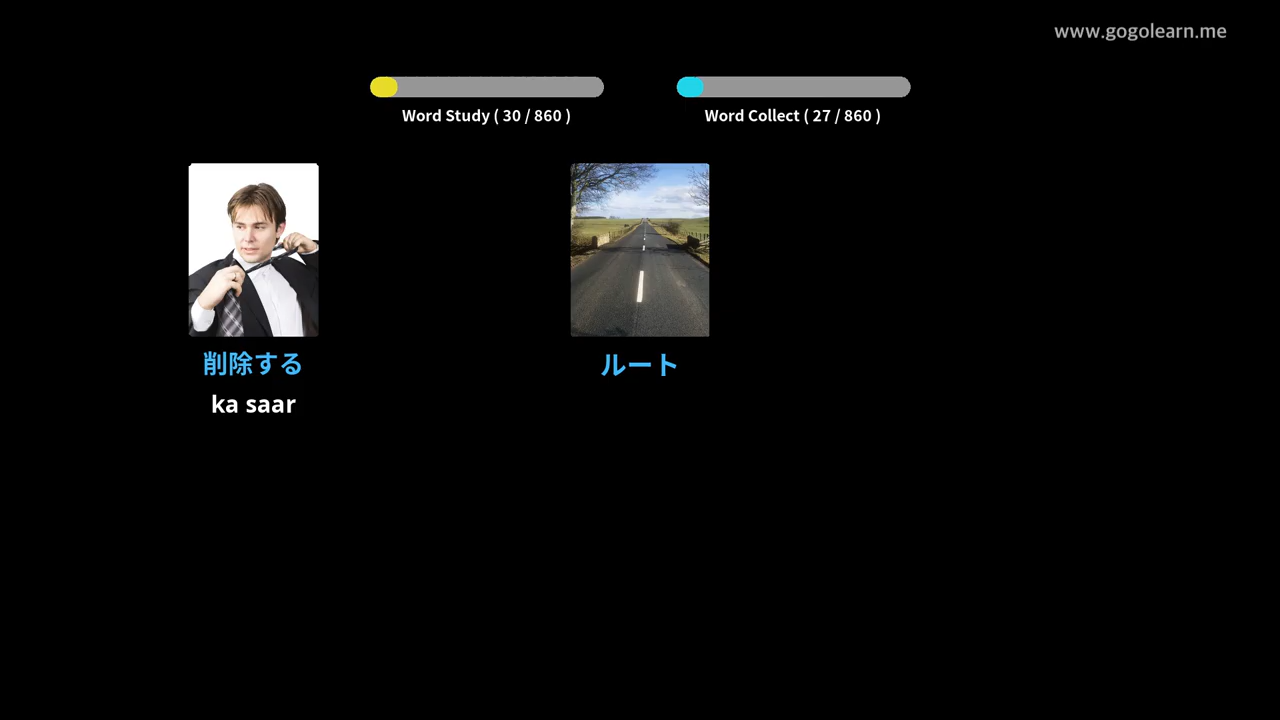 www.gogolearn.me
Word Study ( 30 / 860 )
Word Collect ( 27 / 860 )
削除する
ka saar
ルート